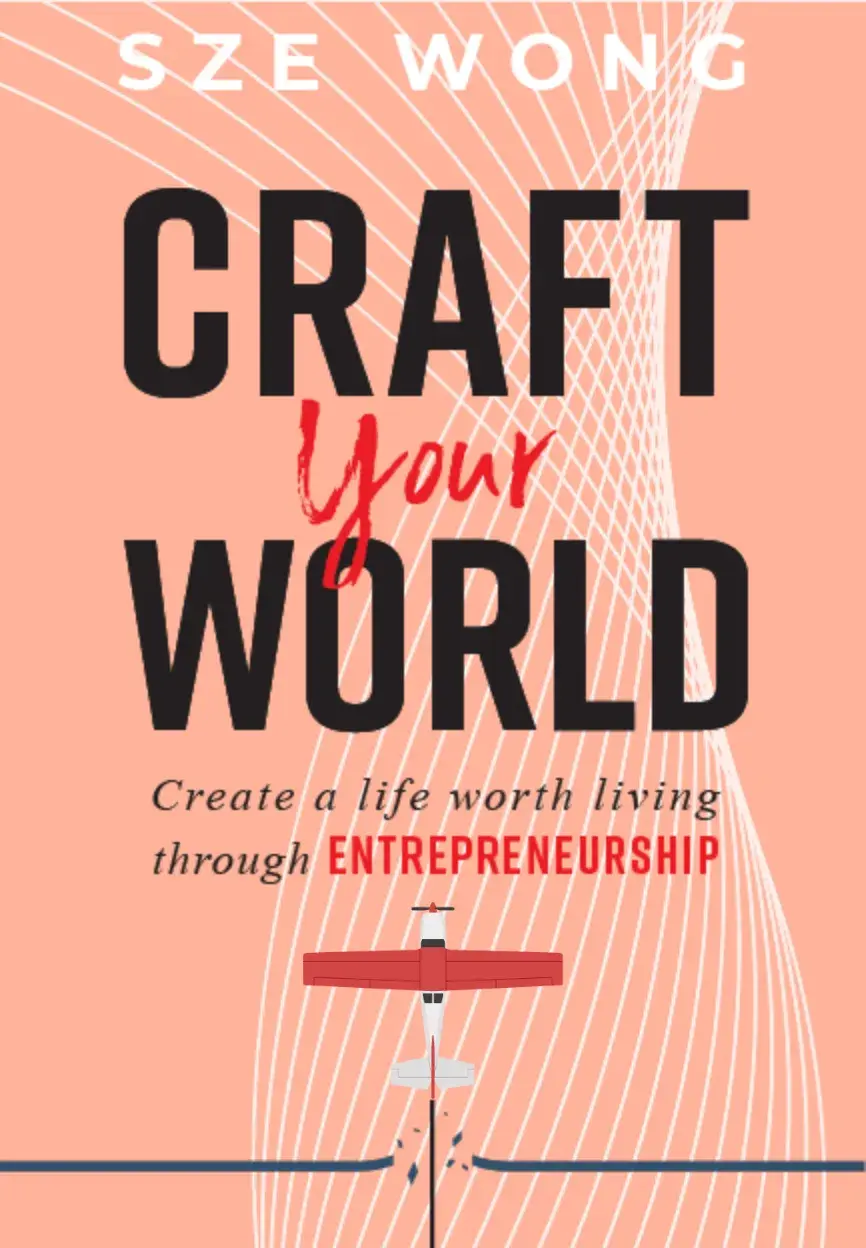 SZE WONG
CRAFT
Your
WORLD
Create a life worth living
through ENTREPRENEURSHIP